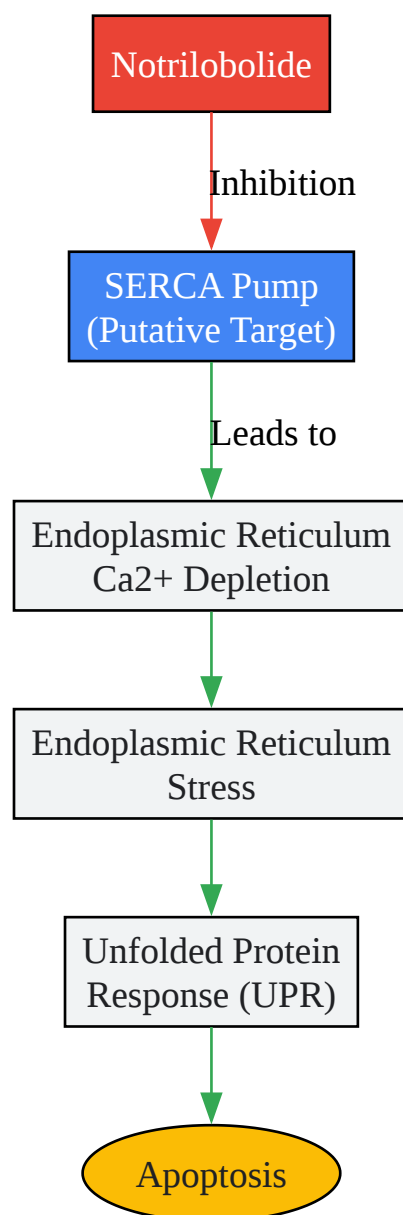 Notrilobolide
Inhibition
SERCA Pump
(Putative Target)
Leads to
Endoplasmic Reticulum
Ca2+ Depletion
Endoplasmic Reticulum
Stress
Unfolded Protein
Response (UPR)
Apoptosis